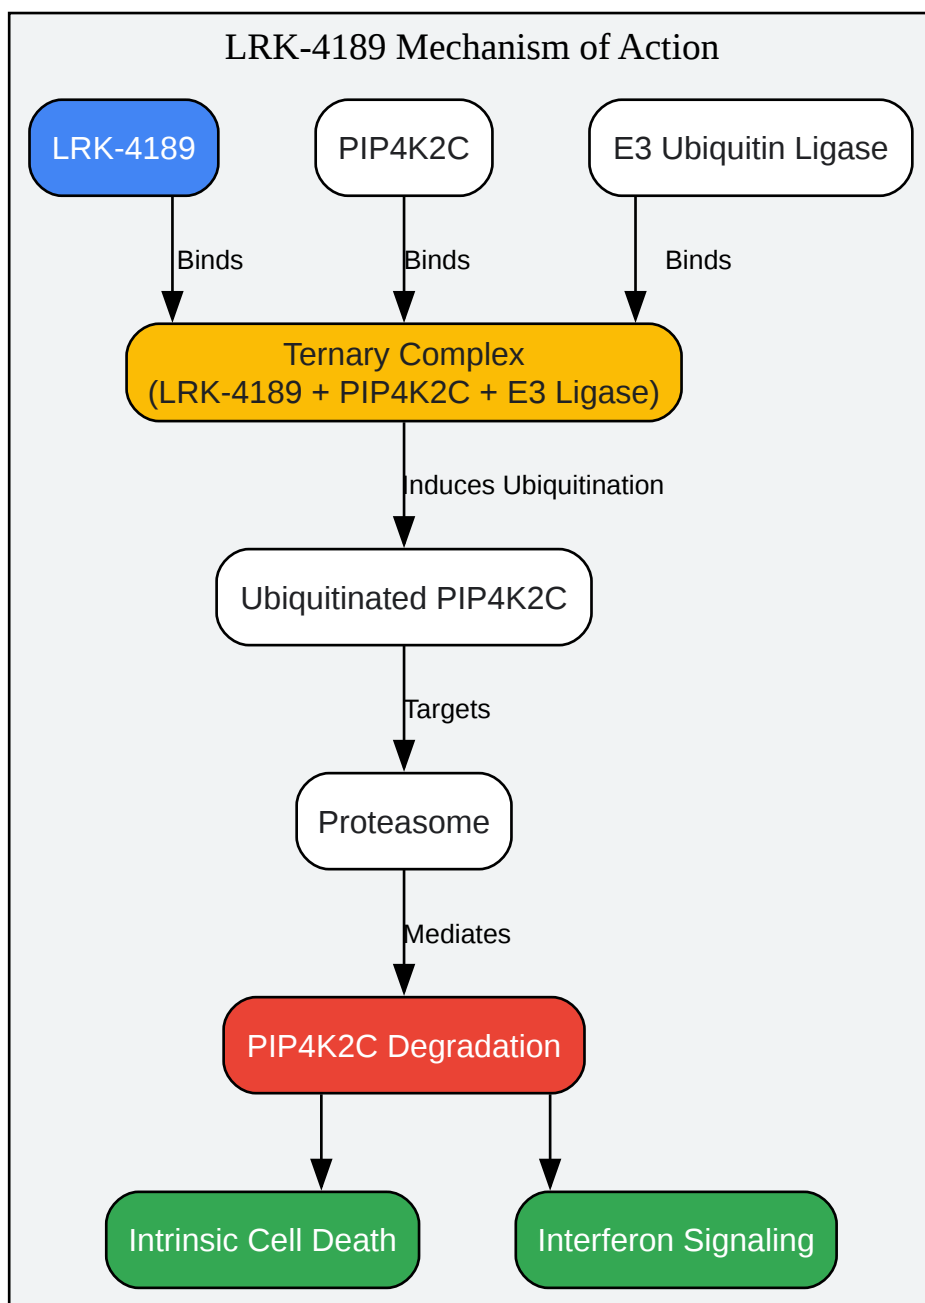 LRK-4189 Mechanism of Action
LRK-4189
PIP4K2C
E3 Ubiquitin Ligase
Binds
Binds
Binds
Ternary Complex
(LRK-4189 + PIP4K2C + E3 Ligase)
Induces Ubiquitination
Ubiquitinated PIP4K2C
Targets
Proteasome
Mediates
PIP4K2C Degradation
Intrinsic Cell Death
Interferon Signaling